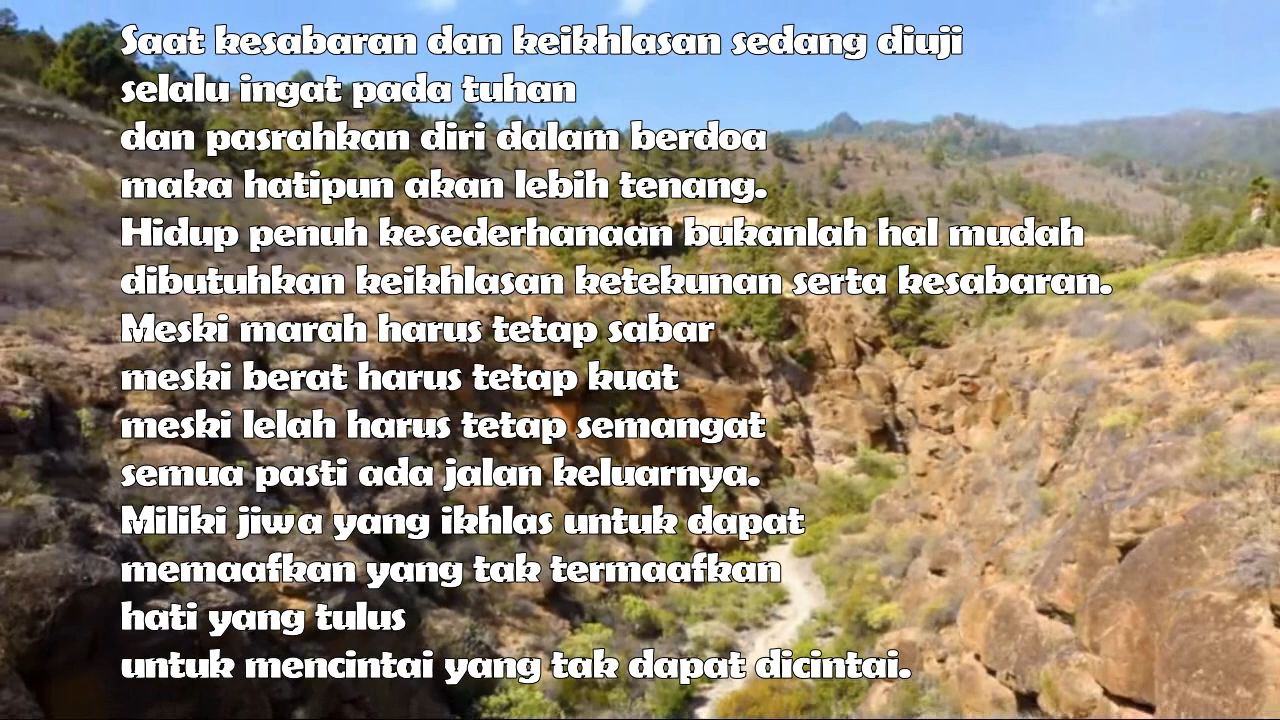 Saat kesabaran dan keikhlasan sedang diuji
selalu ingat pada tuhan
dan pasrahkan diri dalam berdoa
maka hatipun akan lebih tenang.
Hidup penuh kesederhanaan bukanlah hal mudah
dibutuhkan keikhlasan ketekunan serta kesabaran.
Meski marah harus tetap sabar
meski berat harus tetap kuat
meski lelah harus tetap semangat
semua pasti ada jalan keluarnya.
Miliki jiwa yang ikhlas untuk dapat
memaafkan yang tak termaafkan
hati yang tulus
untuk mencintai yang tak dapat dicintai.